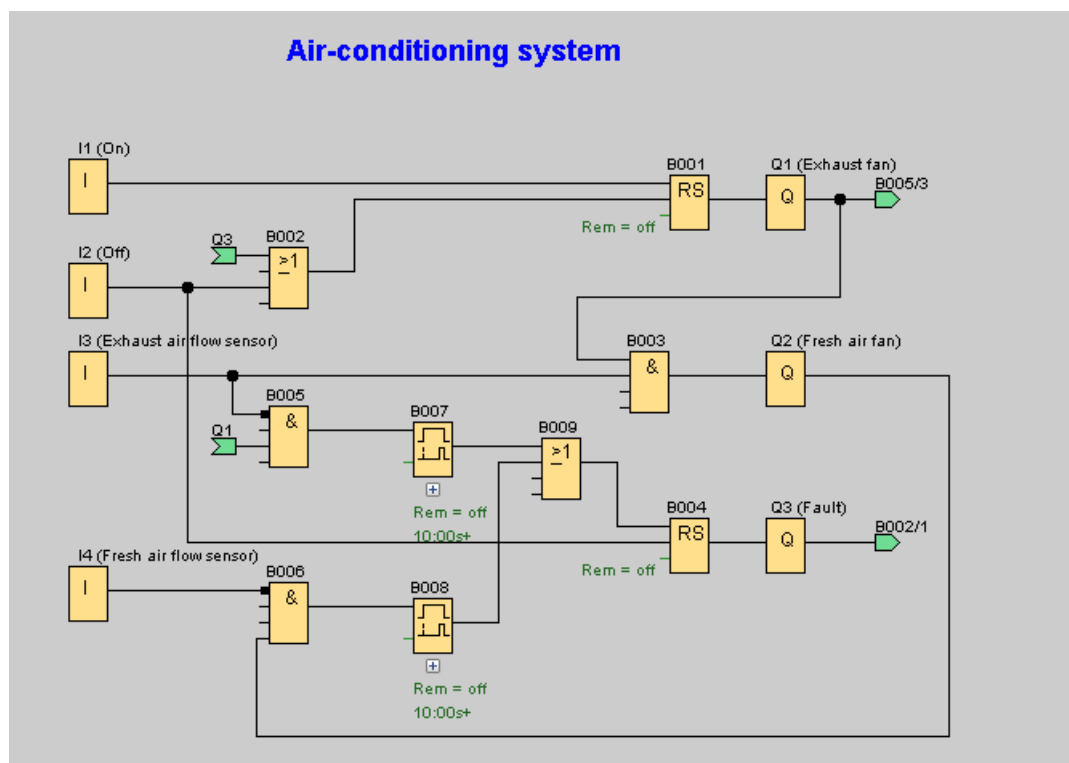 Air-conditioning system
I1 (On)
I
B001
RS
Rem = off
Q1 (Exhaust fan)
Q
B005/3
Q3
B002
>1
I2 (Off)
I
I3 (Exhaust air flow sensor)
I
B003
&
Q2 (Fresh air fan)
Q
B005
&
Q1
B007
Rem = off
10:00s+
B009
>1
B004
RS
Rem = off
Q3 (Fault)
Q
B002/1
I4 (Fresh air flow sensor)
I
B006
&
B008
Rem = off
10:00s+